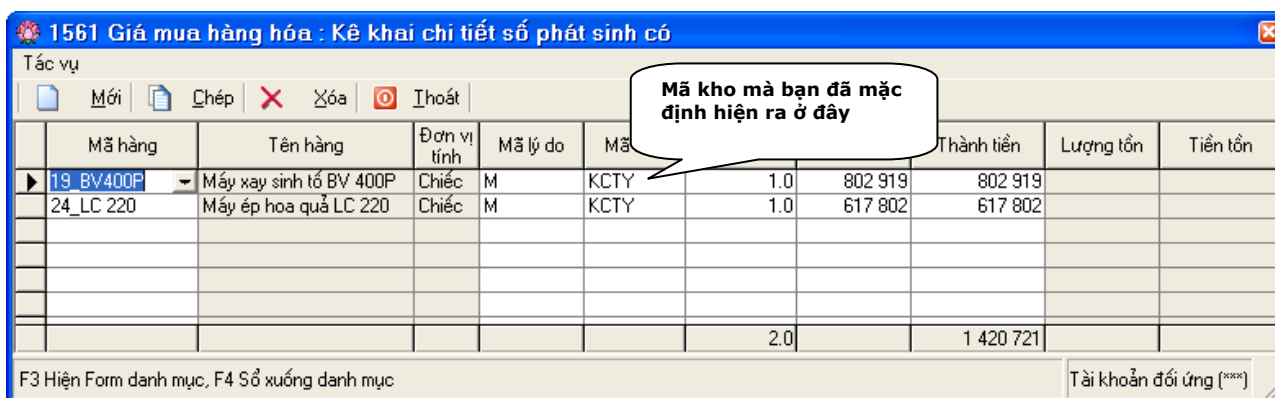 1561 Giá mua hàng hóa : Kê khai chi tiết số phát sinh có
Tác vụ
Mới Chép Xóa Thoát
Mã kho mà bạn đã mặc
định hiện ra ở đây
Mã hàng Tên hàng Đơn vị tính Mã lý do Mã Thành tiền Lượng tồn Tiền tồn
19_BV400P Máy xay sinh tố BV 400P Chiếc M KCTY 1.0 802 919 802 919
24_LC 220 Máy ép hoa quả LC 220 Chiếc M KCTY 1.0 617 802 617 802
2.0 1 420 721
F3 Hiện Form danh mục, F4 Sổ xuống danh mục Tài khoản đối ứng (***)